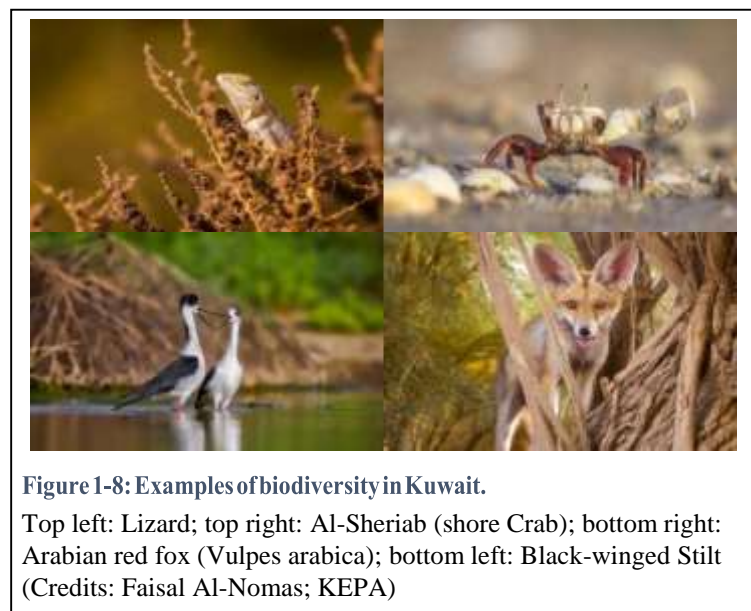 Figure 1-8: Examples of biodiversity in Kuwait.
Top left: Lizard; top right: Al-Sheriab (shore Crab); bottom right:
Arabian red fox (Vulpes arabica); bottom left: Black-winged Stilt
(Credits: Faisal Al-Nomas; KEPA)